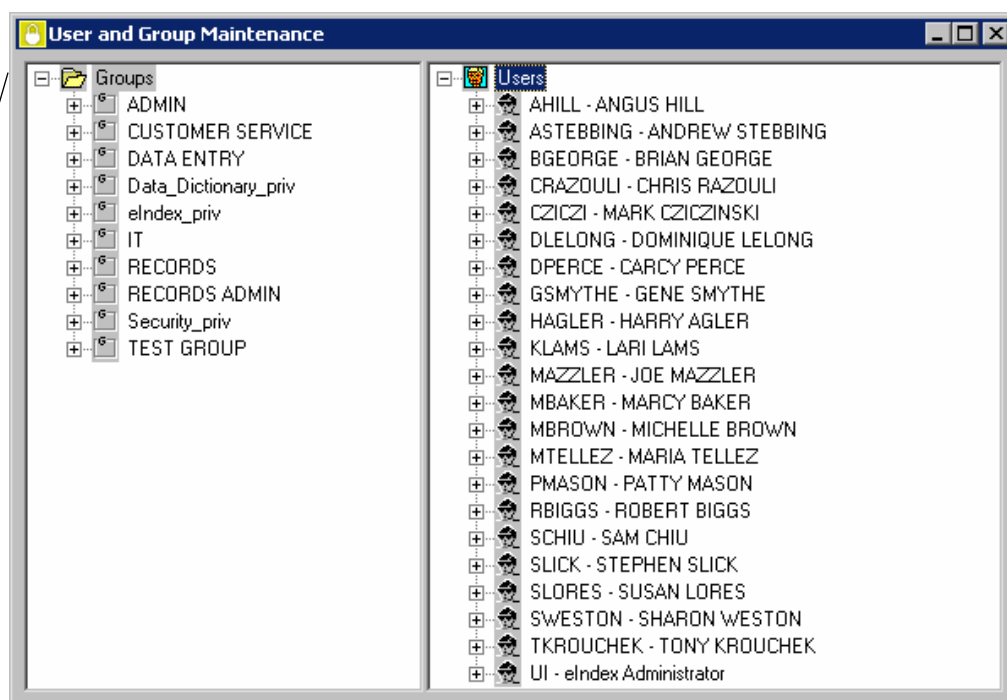 User and Group Maintenance
Groups
ADMIN
CUSTOMER SERVICE
DATA ENTRY
Data_Dictionary_priv
eIndex_priv
IT
RECORDS
RECORDS ADMIN
Security_priv
TEST GROUP
Users
AHILL - ANGUS HILL
ASTEBBING - ANDREW STEBBING
BGEORGE - BRIAN GEORGE
CRAZOULI - CHRIS RAZOULI
CZICZI - MARK CZICZINSKI
DLELONG - DOMINIQUE LELONG
DPERCE - CARCY PERCE
GSMYTHE - GENE SMYTHE
HAGLER - HARRY AGLER
KLAMS - LARI LAMS
MAZZLER - JOE MAZZLER
MBAKER - MARCY BAKER
MBROWN - MICHELLE BROWN
MTELLEZ - MARIA TELLEZ
PMASON - PATTY MASON
RBIGGS - ROBERT BIGGS
SCHIU - SAM CHIU
SLICK - STEPHEN SLICK
SLORES - SUSAN LORES
SWESTON - SHARON WESTON
TKROUCHEK - TONY KROUCHEK
UI - eIndex Administrator